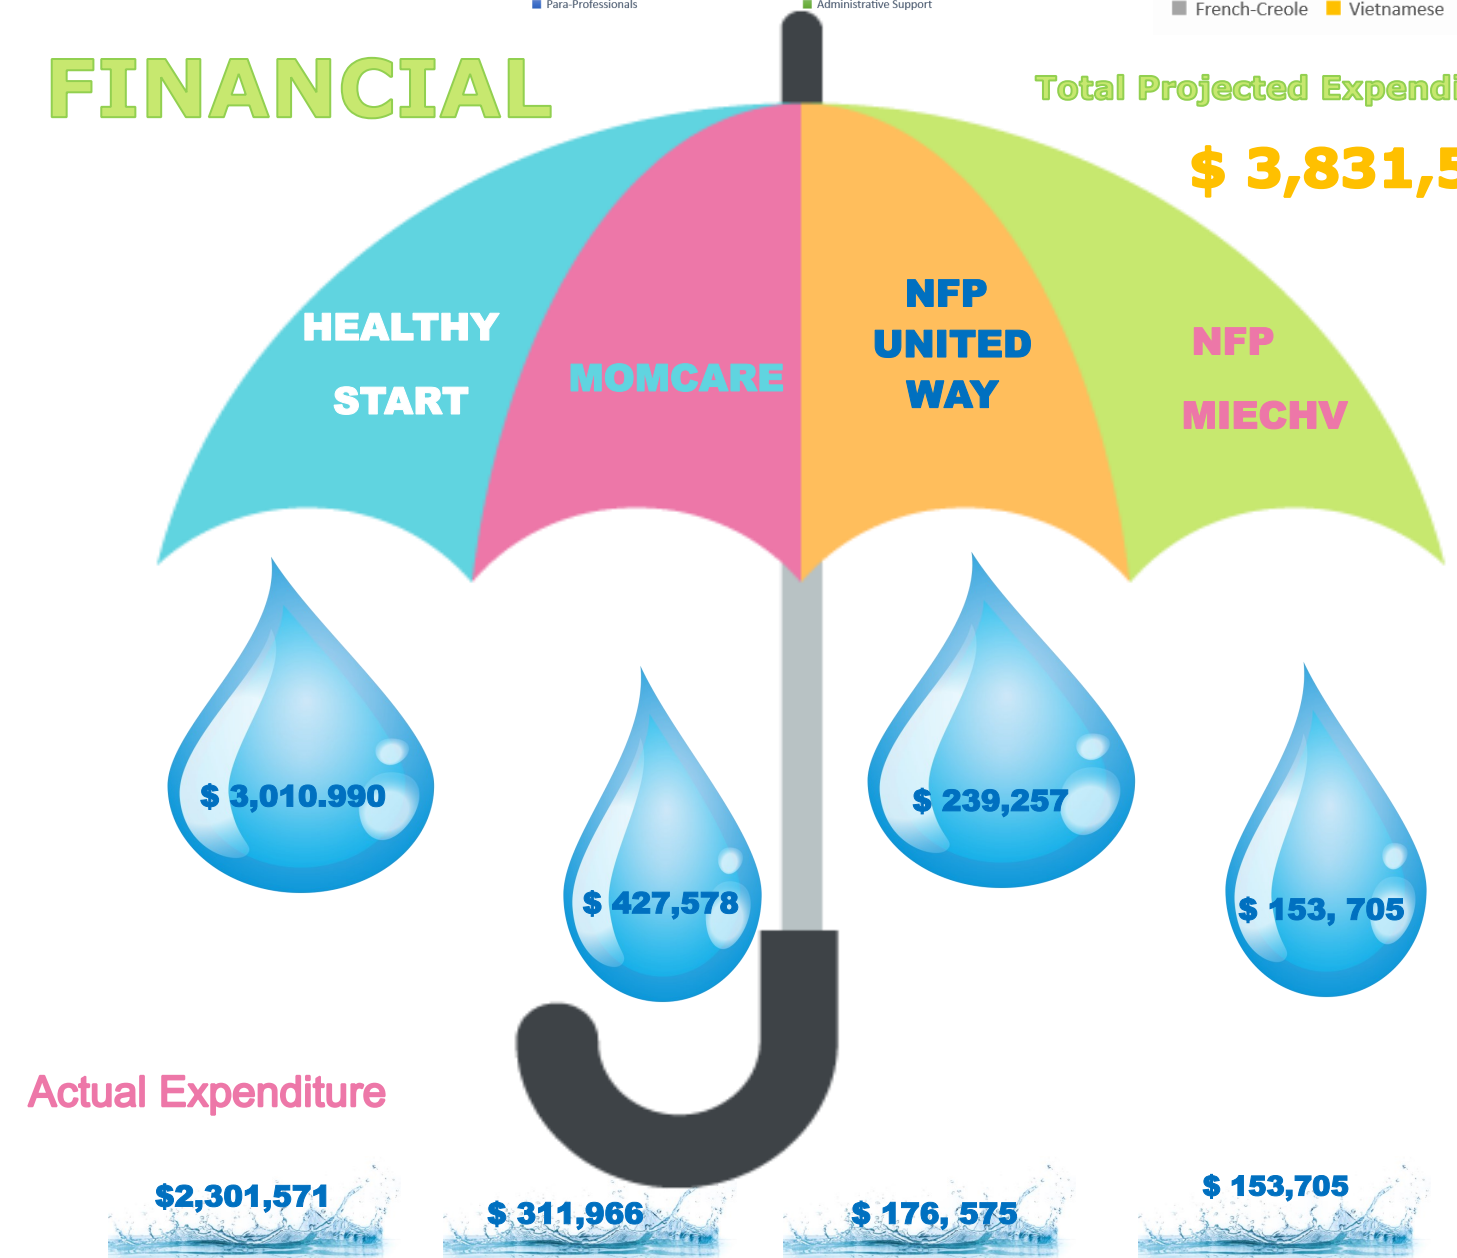 Para-Professionals
Administrative Support
French-Creole
Vietnamese
FINANCIAL
Total Projected Expendi
$ 3,831,5
HEALTHY
START
MOMCARE
NFP
UNITED
WAY
NFP
MIECHV
$ 3,010.990
$ 427,578
$ 239,257
$ 153, 705
Actual Expenditure
$2,301,571
$ 311,966
$ 176, 575
$ 153,705